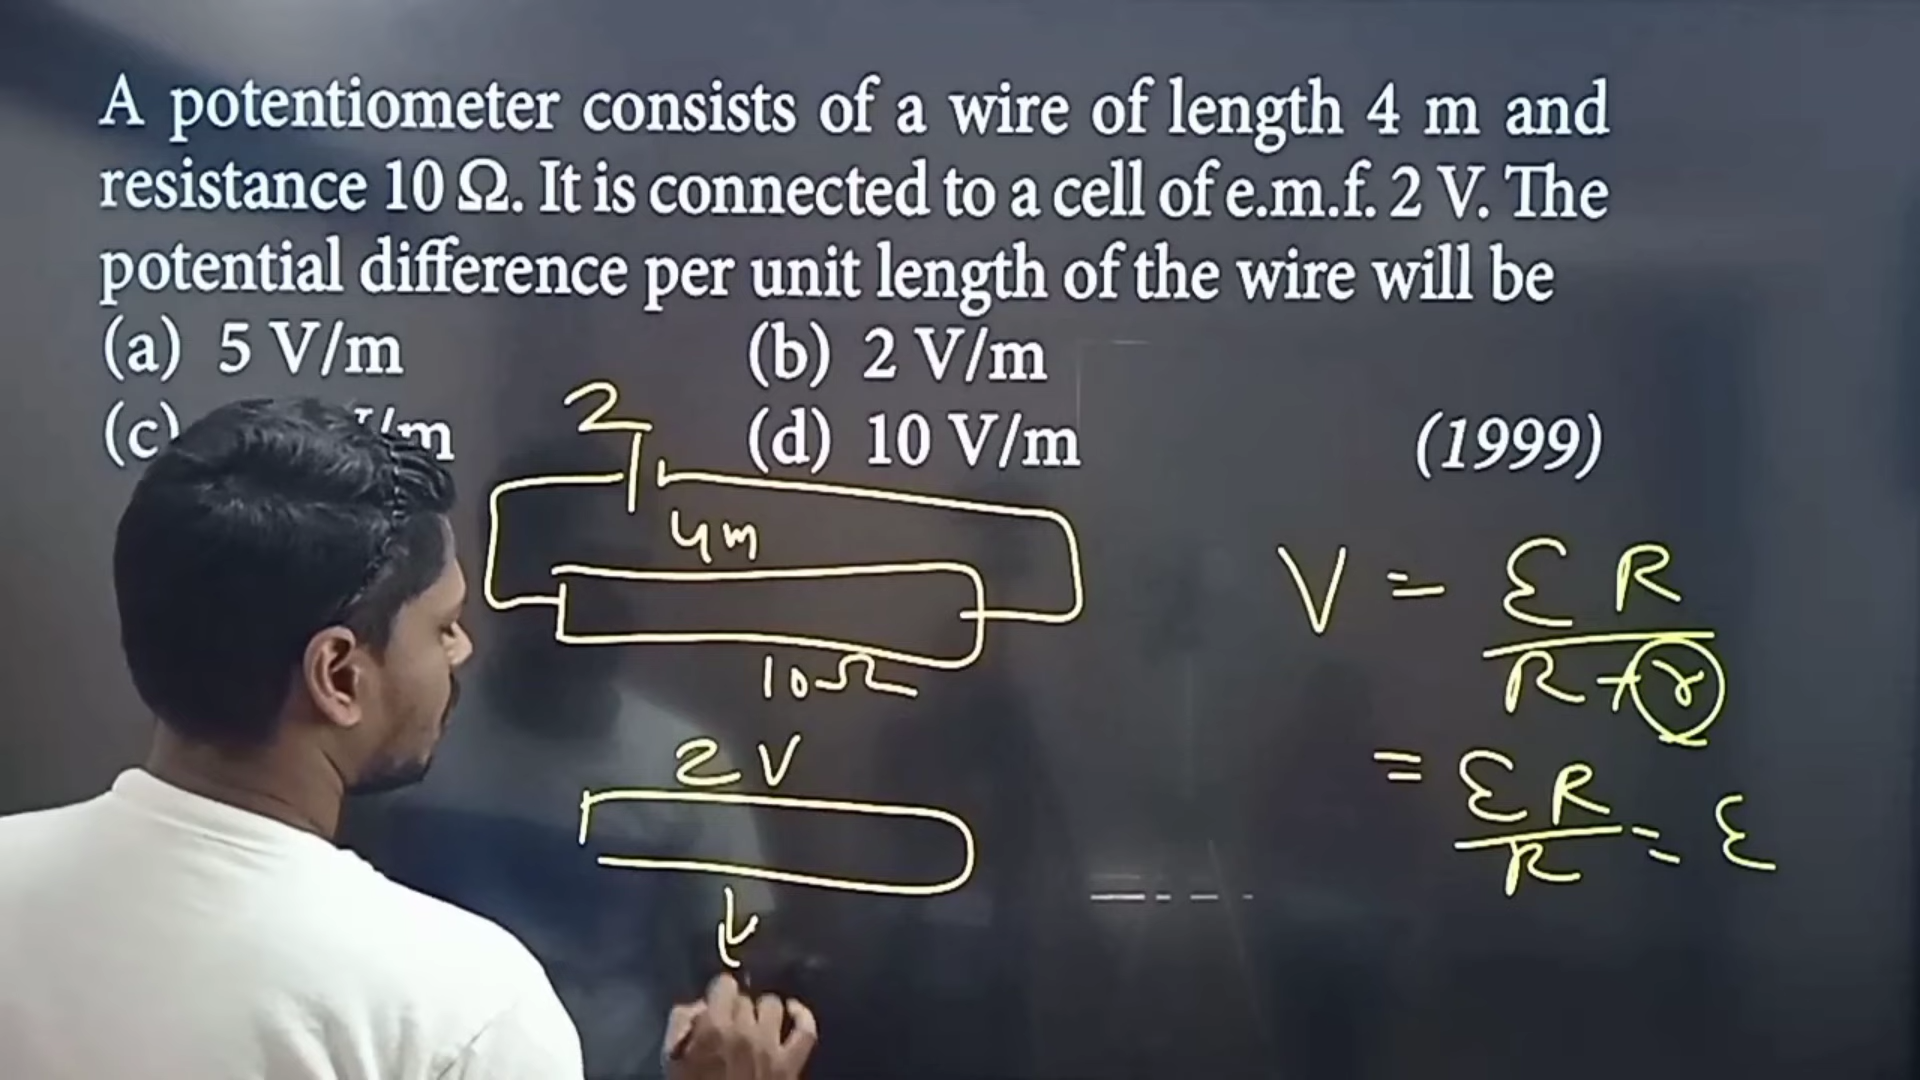 A potentiometer consists of a wire of length 4 m and
resistance 10 Ω. It is connected to a cell of e.m.f. 2 V. The
potential difference per unit length of the wire will be
(a) 5 V/m (b) 2 V/m
(c) V/m (d) 10 V/m (1999)
2
4m
10Ω
2 V
V = εR
R + r
= εR
R = ε